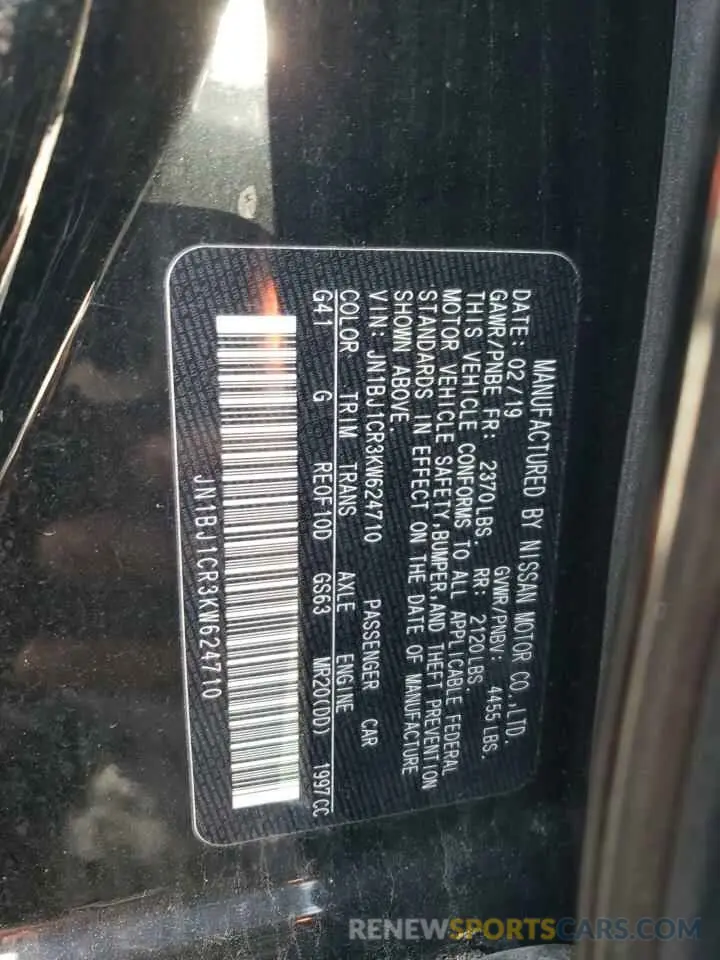 MANUFACTURED BY NISSAN MOTOR CO.,LTD.
DATE: 02/19 GVWR/PNBV: 4455 LBS.
GAWR/PNBE FR: 2370 LBS. RR: 2120 LBS.
THIS VEHICLE CONFORMS TO ALL APPLICABLE FEDERAL
MOTOR VEHICLE SAFETY,BUMPER,AND THEFT PREVENTION
STANDARDS IN EFFECT ON THE DATE OF MANUFACTURE
SHOWN ABOVE.
VIN: JN1BJ1CR3KW624710 PASSENGER CAR
COLOR TRIM TRANS AXLE ENGINE
G41 G RE0F10D GS63 MR20(DD) 1997CC
JN1BJ1CR3KW624710
RENEWSPORTSCARS.COM